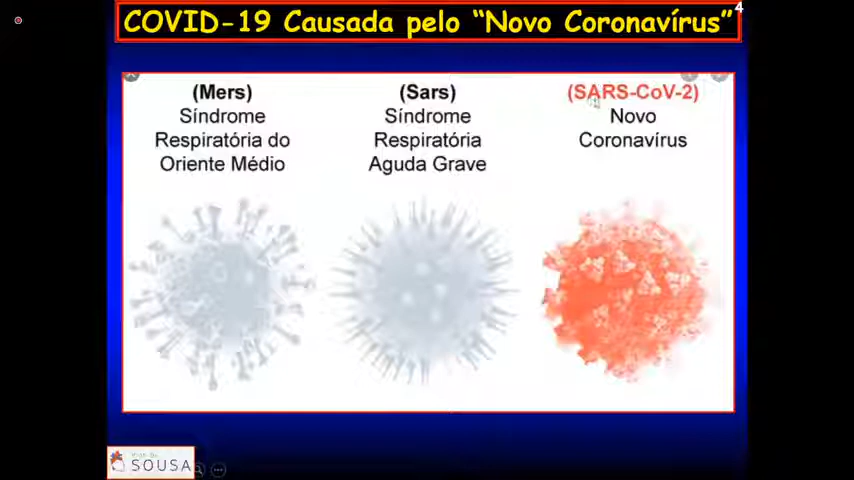 4
COVID-19 Causada pelo “Novo Coronavírus”
(Mers)
Síndrome
Respiratória do
Oriente Médio
(Sars)
Síndrome
Respiratória
Aguda Grave
(SARS-CoV-2)
Novo
Coronavírus
SOUSA